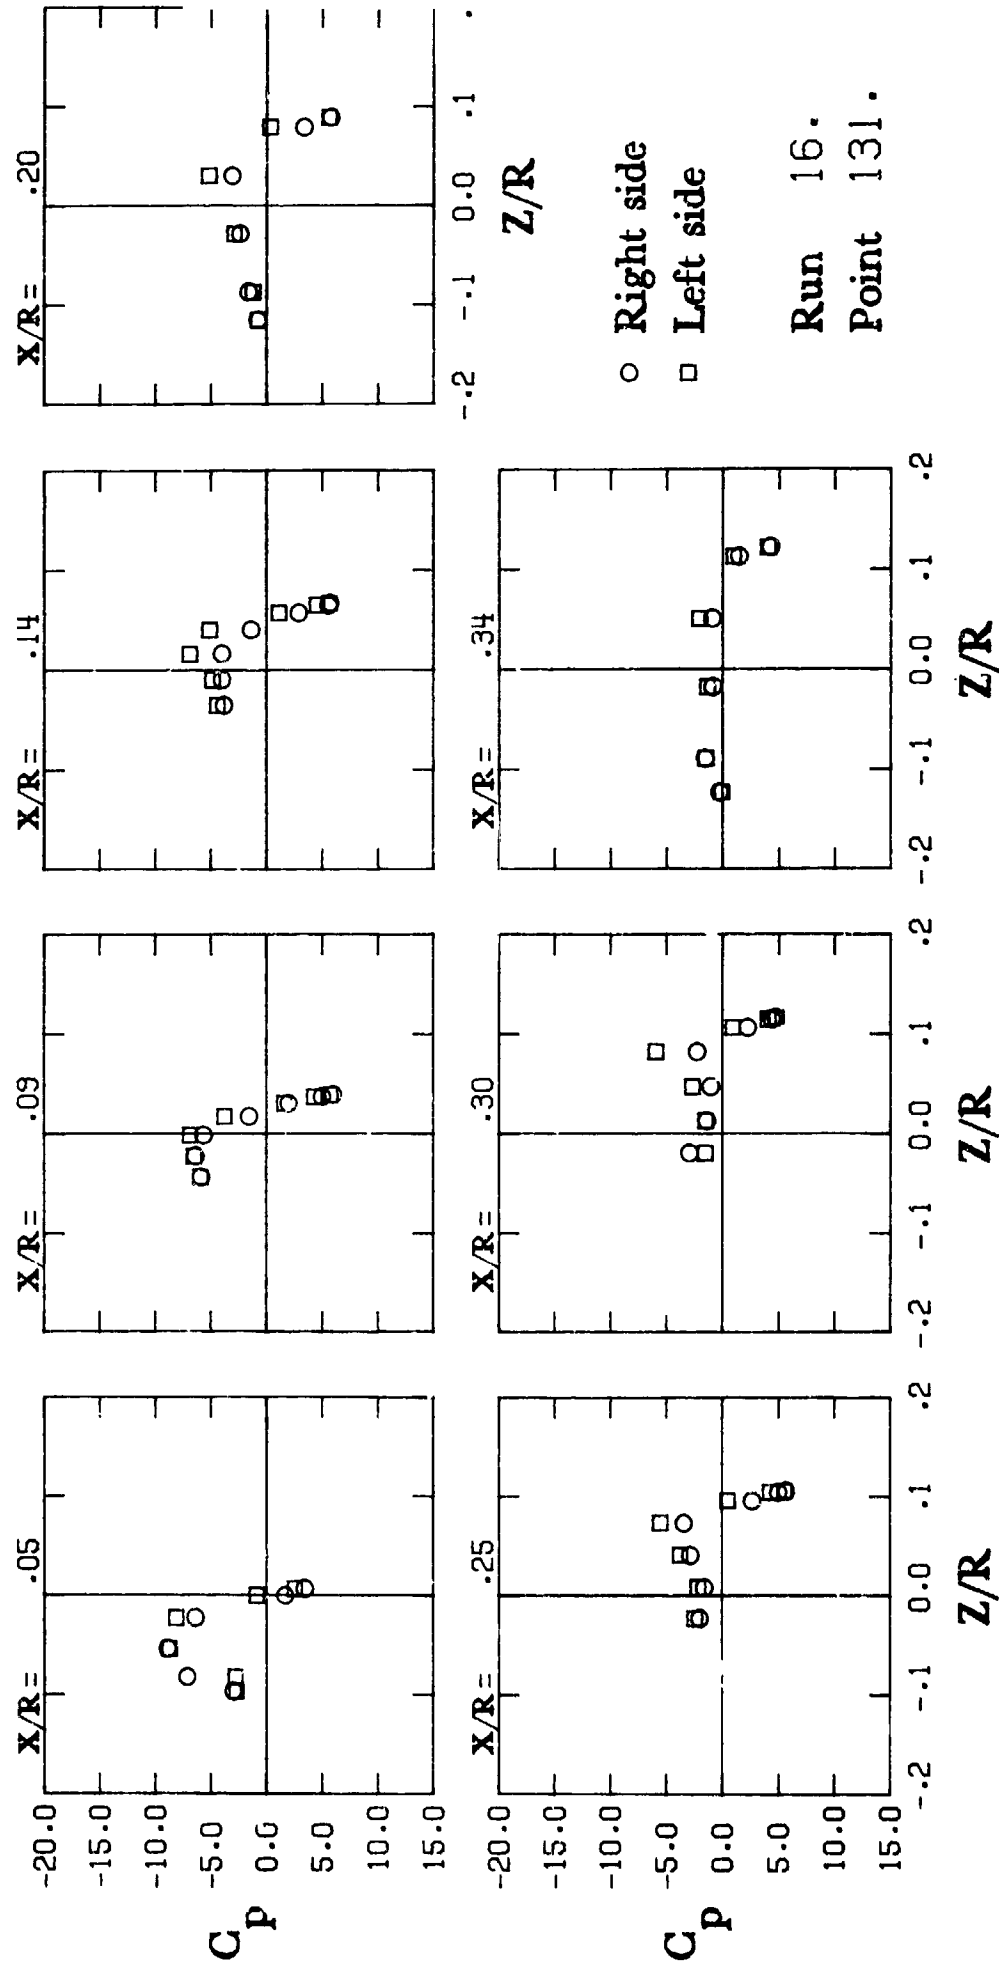 X/R= .05
X/R= .09
X/R= .14
X/R= .20
-20.0
-15.0
-10.0
-5.0
0.0
5.0
10.0
15.0
Cp
-.2 -.1 0.0 .1 .
Z/R
X/R= .25
X/R= .30
X/R= .34
-20.0
-15.0
-10.0
-5.0
0.0
5.0
10.0
15.0
Cp
-.2 -.1 0.0 .1 .2
-.2 -.1 0.0 .1 .2
-.2 -.1 0.0 .1 .2
Z/R
Z/R
Z/R
○ Right side
□ Left side
Run 16.
Point 131.